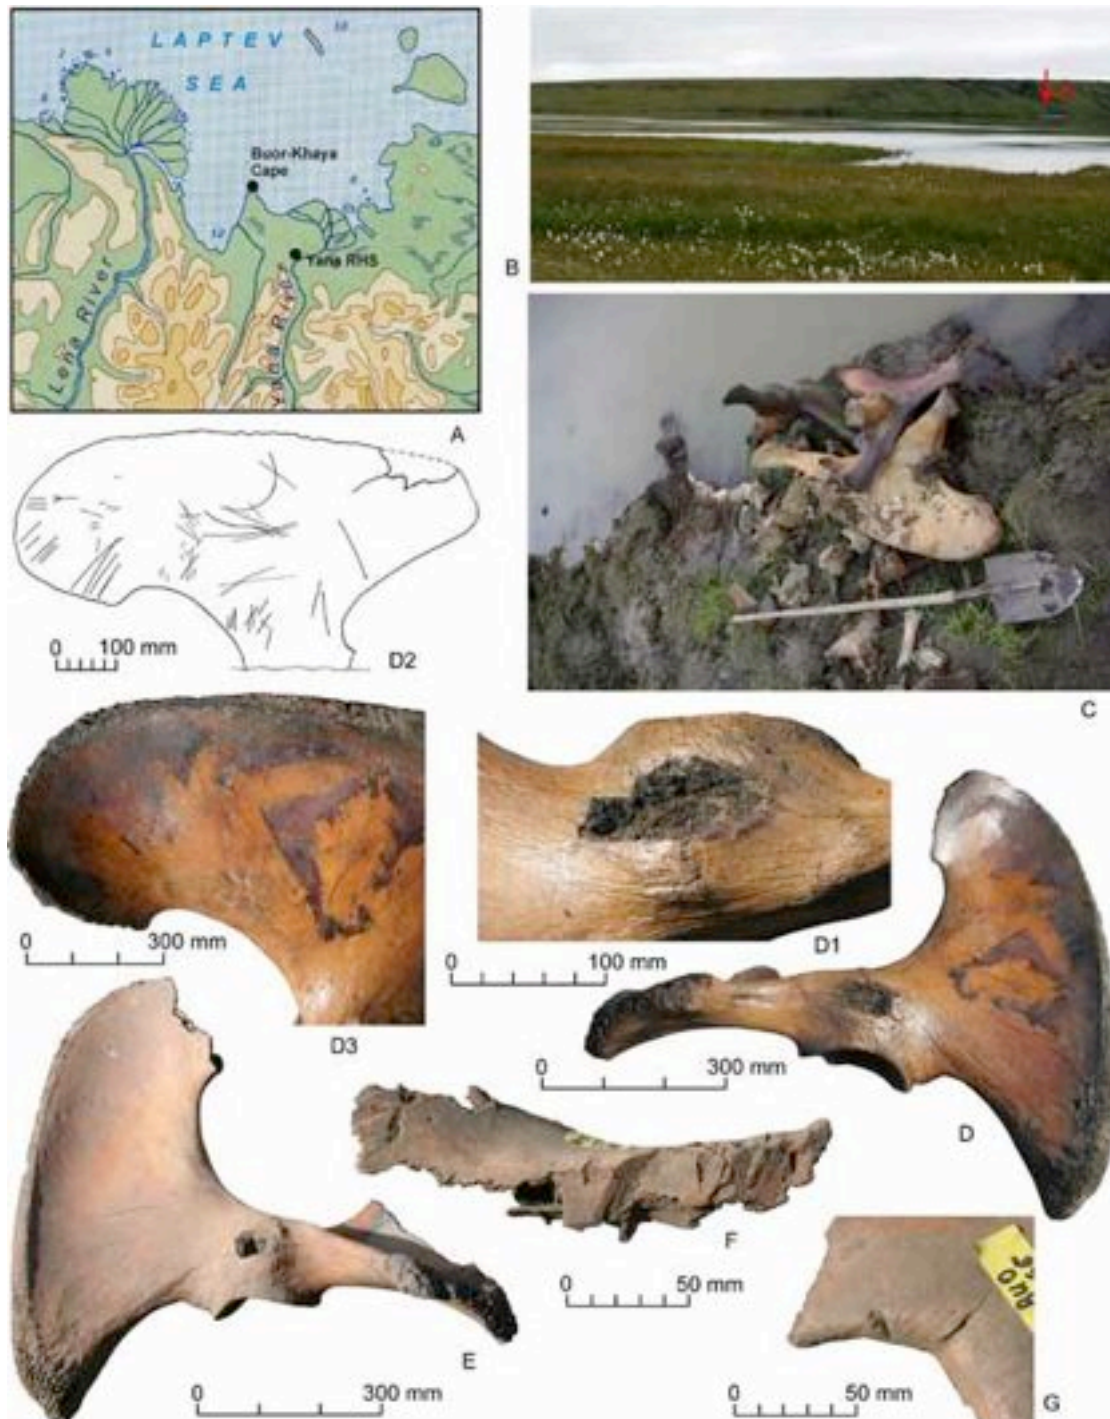 LAPTEV
SEA
Buor-Khaya
Cape
Yana RHS
Lena River
Yana River
A
B
C
0 100 mm
D2
0 300 mm
D3
0 100 mm
D1
0 300 mm
D
0 300 mm
E
0 50 mm
F
0 50 mm
G